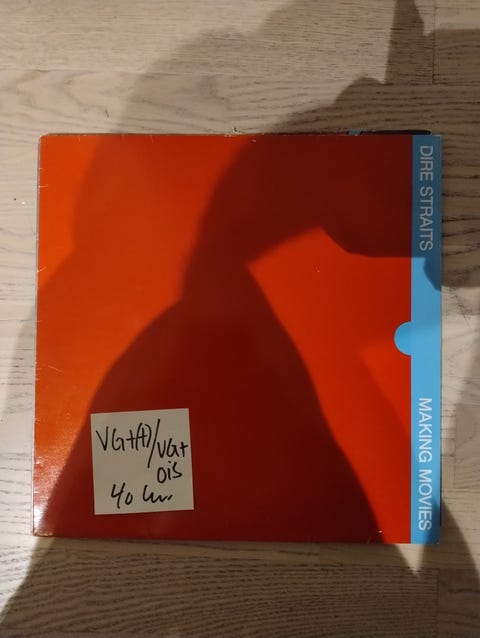 DIRE STRAITS
MAKING MOVIES
VG+(+)/VG+
OIS
40 kr.